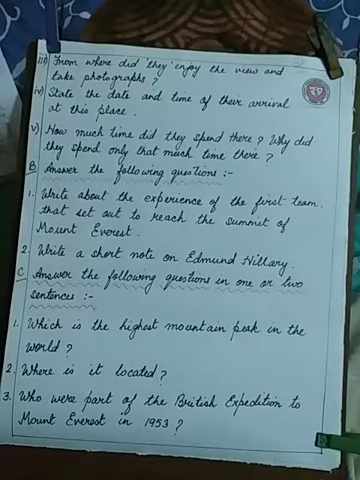 iii) From where did they enjoy the view and
take photographs?
iv) State the date and time of their arrival
at this place.
v) How much time did they spend there? Why did
they spend only that much time there?
B Answer the following questions :-
1. Write about the experience of the first team
that set out to reach the summit of
Mount Everest.
2. Write a short note on Edmund Hillary.
C Answer the following questions in one or two
sentences :-
1. Which is the highest mountain peak in the
world?
2. Where is it located?
3. Who were part of the British Expedition to
Mount Everest in 1953?